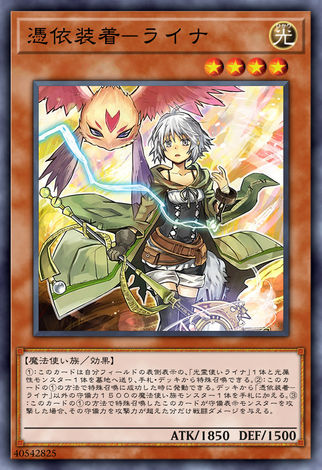 憑依装着－ライナ
光
【魔法使い族／効果】
①：このカードは自分フィールドの表側表示の、「光霊使いライナ」１体と光属
性モンスター１体を墓地へ送り、手札・デッキから特殊召喚できる。②：このカー
ドの①の方法で特殊召喚に成功した時に発動できる。デッキから「憑依装着－
ライナ」以外の守備力１５００の魔法使い族モンスター１体を手札に加える。③
：このカードの①の方法で特殊召喚したこのカードが守備表示モンスターを攻
撃した場合、その守備力を攻撃力が超えた分だけ戦闘ダメージを与える。
ATK/1850 DEF/1500
40542825